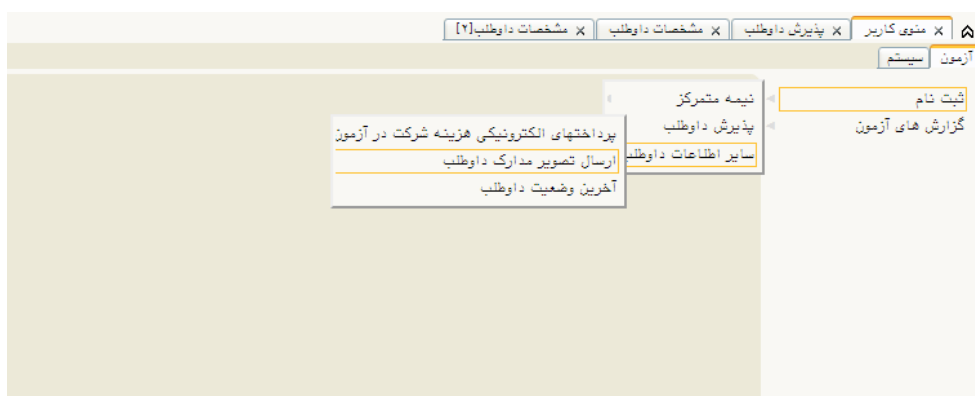 منوی کاربر × پذیرش داوطلب × مشخصات داوطلب × مشخصات داوطلب[۲] ×
آزمون سیستم
ثبت نام
گزارش های آزمون
نیمه متمرکز
پذیرش داوطلب
سایر اطلاعات داوطلب
پرداختهای الکترونیکی هزینه شرکت در آزمون
ارسال تصویر مدارک داوطلب
آخرین وضعیت داوطلب